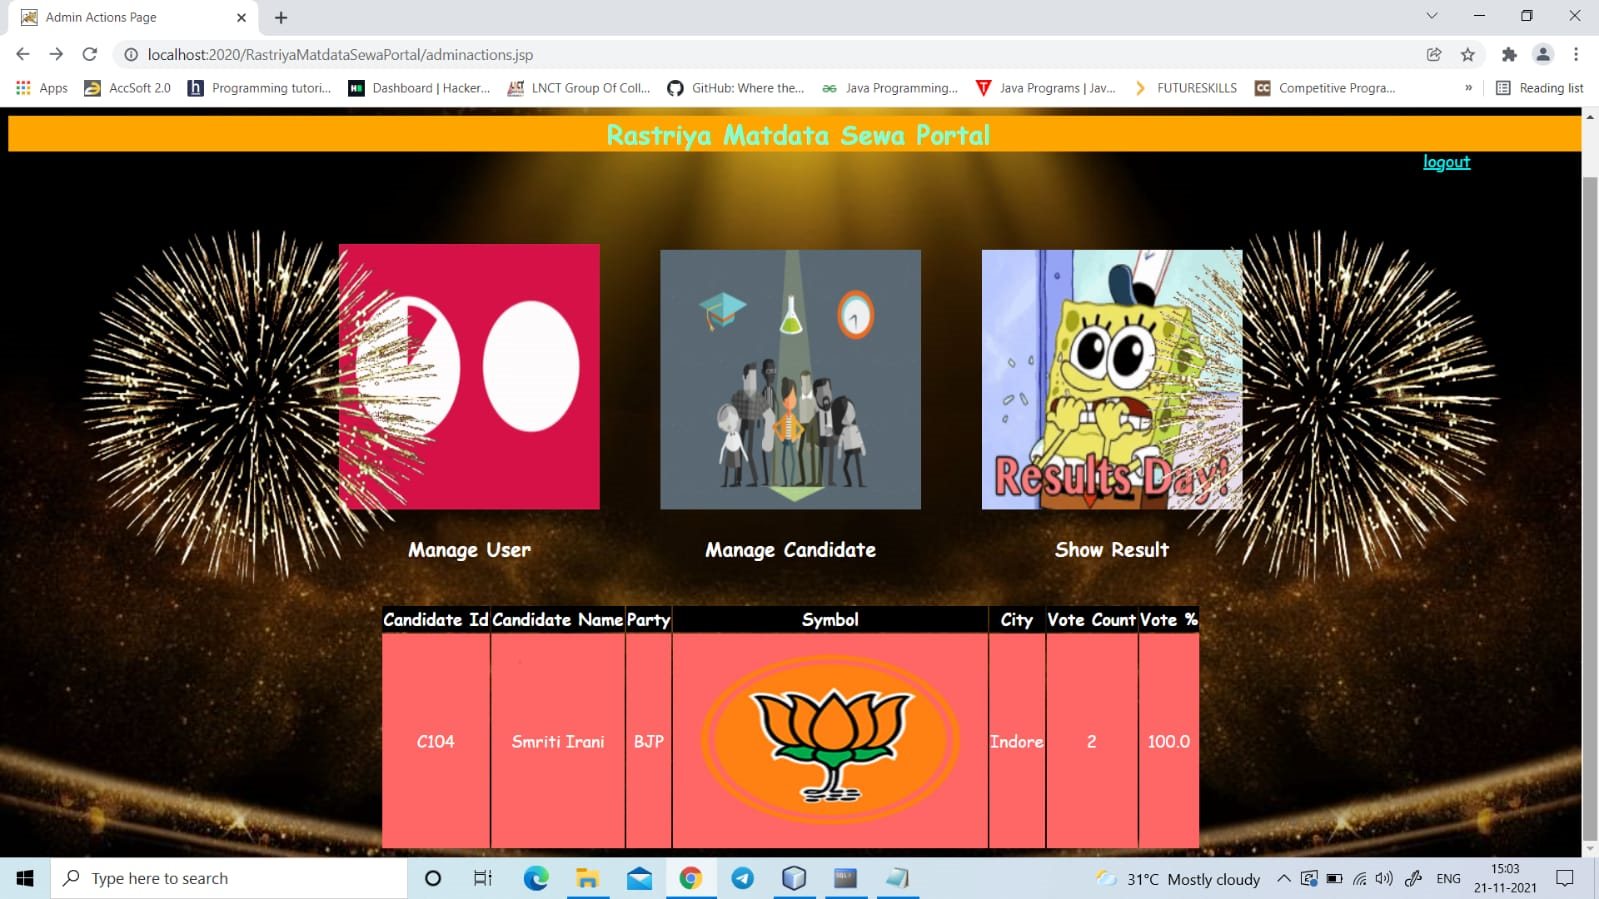 Admin Actions Page
localhost:2020/RastriyaMatdataSewaPortal/adminactions.jsp
Apps AccSoft 2.0 Programming tutori... Dashboard | Hacker... LNCT Group Of Coll... GitHub: Where the... Java Programming... Java Programs | Jav... FUTURESKILLS Competitive Progra... » Reading list
Rastriya Matdata Sewa Portal
logout
Results Day!
Manage User Manage Candidate Show Result
Candidate Id Candidate Name Party Symbol City Vote Count Vote %
C104 Smriti Irani BJP Indore 2 100.0
Type here to search
31°C Mostly cloudy
ENG
15:03
21-11-2021